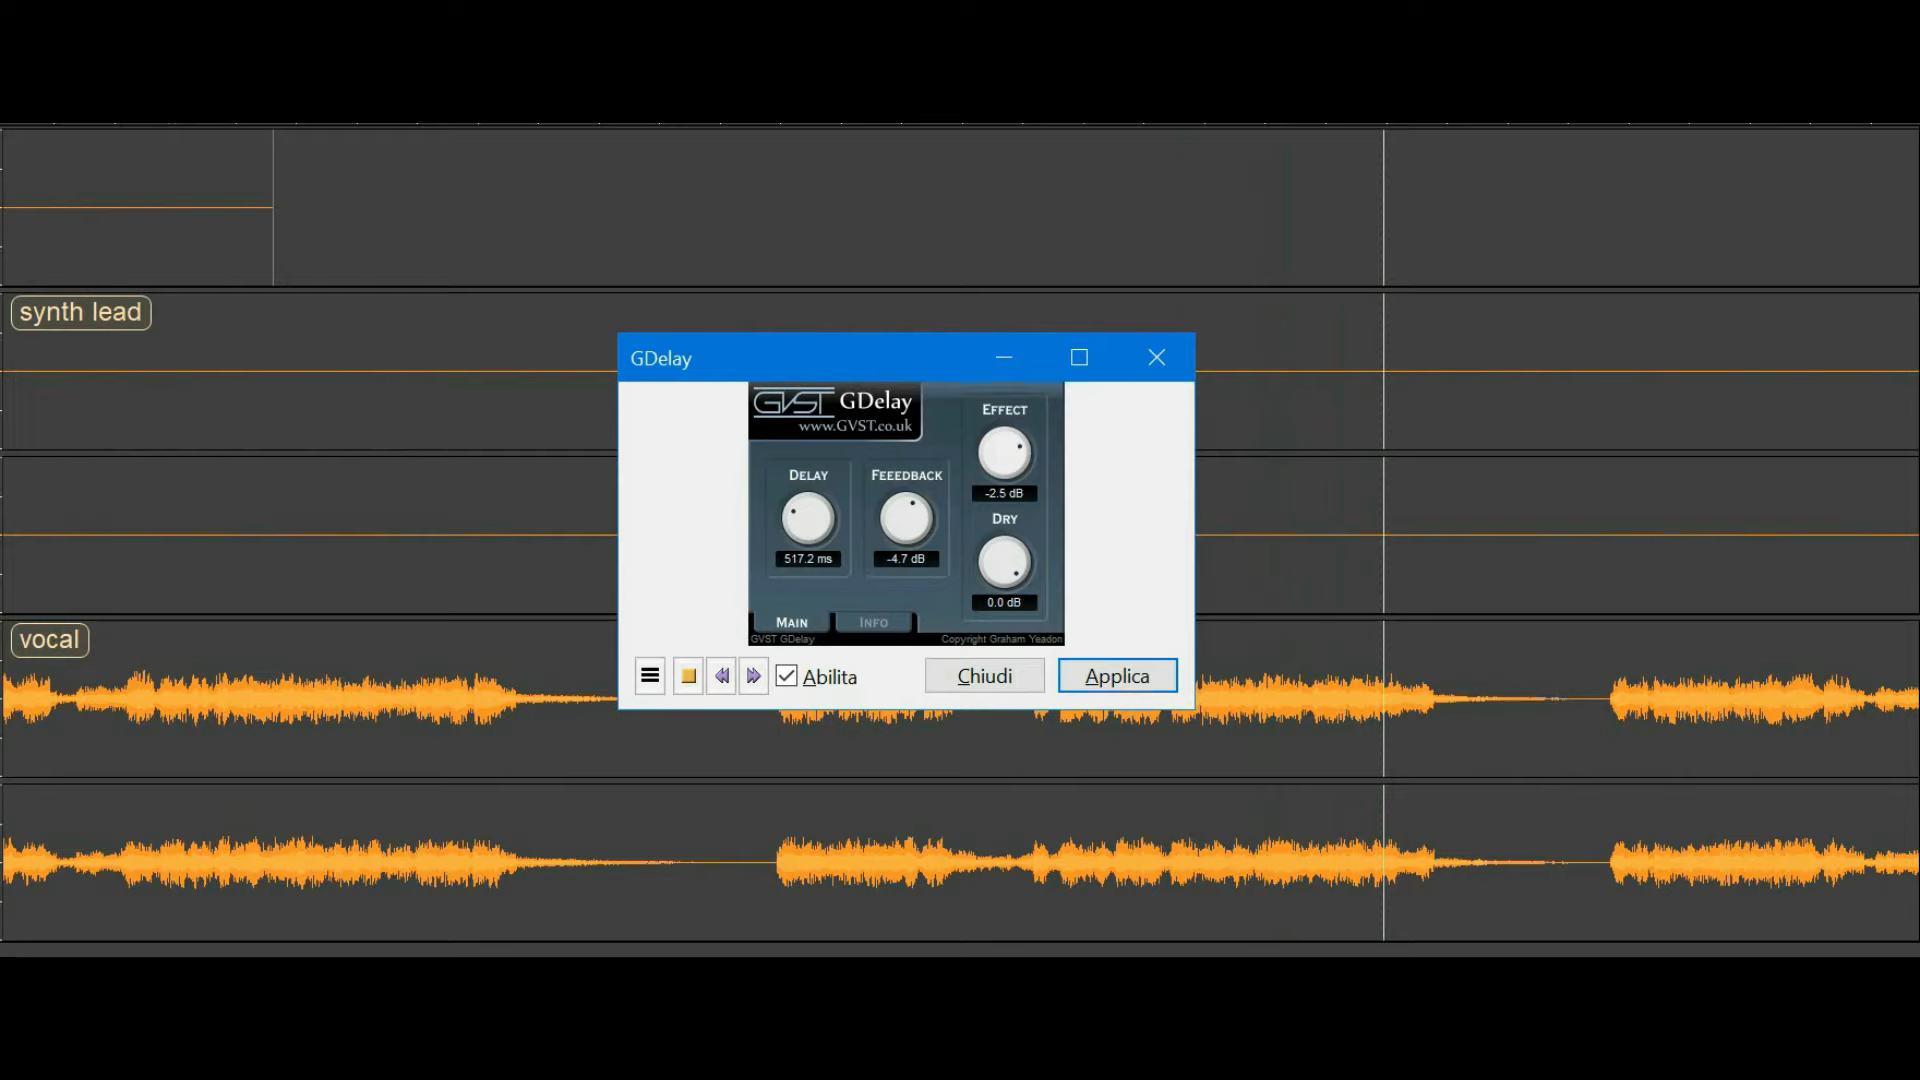 synth lead
GDelay
GVST GDelay
www.GVST.co.uk
EFFECT
-2.5 dB
DELAY
FEEEDBACK
517.2 ms
-4.7 dB
DRY
0.0 dB
MAIN
INFO
GVST GDelay
Copyright Graham Yeadon
vocal
Abilita
Chiudi
Applica